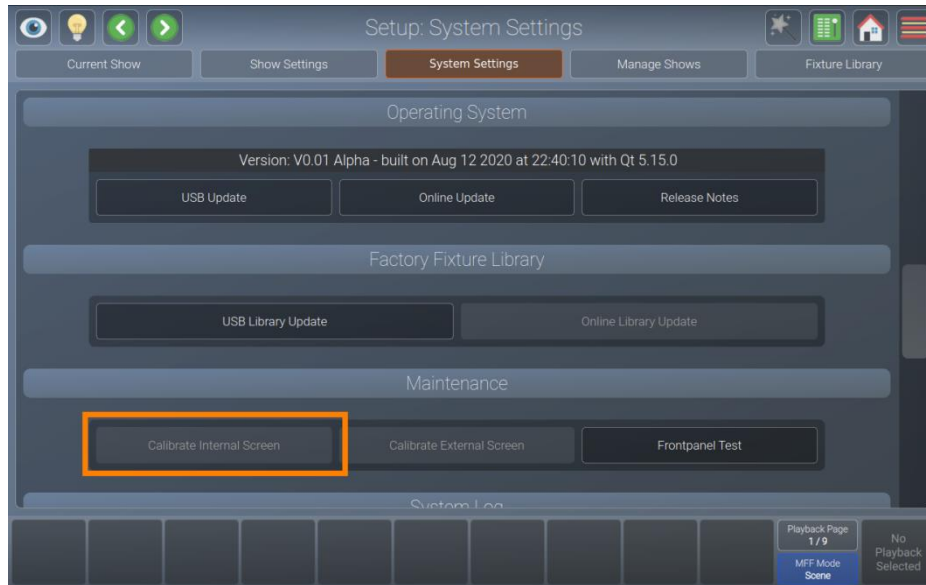 Setup: System Settings
Current Show
Show Settings
System Settings
Manage Shows
Fixture Library
Operating System
Version: V0.01 Alpha - built on Aug 12 2020 at 22:40:10 with Qt 5.15.0
USB Update
Online Update
Release Notes
Factory Fixture Library
USB Library Update
Online Library Update
Maintenance
Calibrate Internal Screen
Calibrate External Screen
Frontpanel Test
System Log
Playback Page
1 / 9
MFF Mode
Scene
No
Playback
Selected